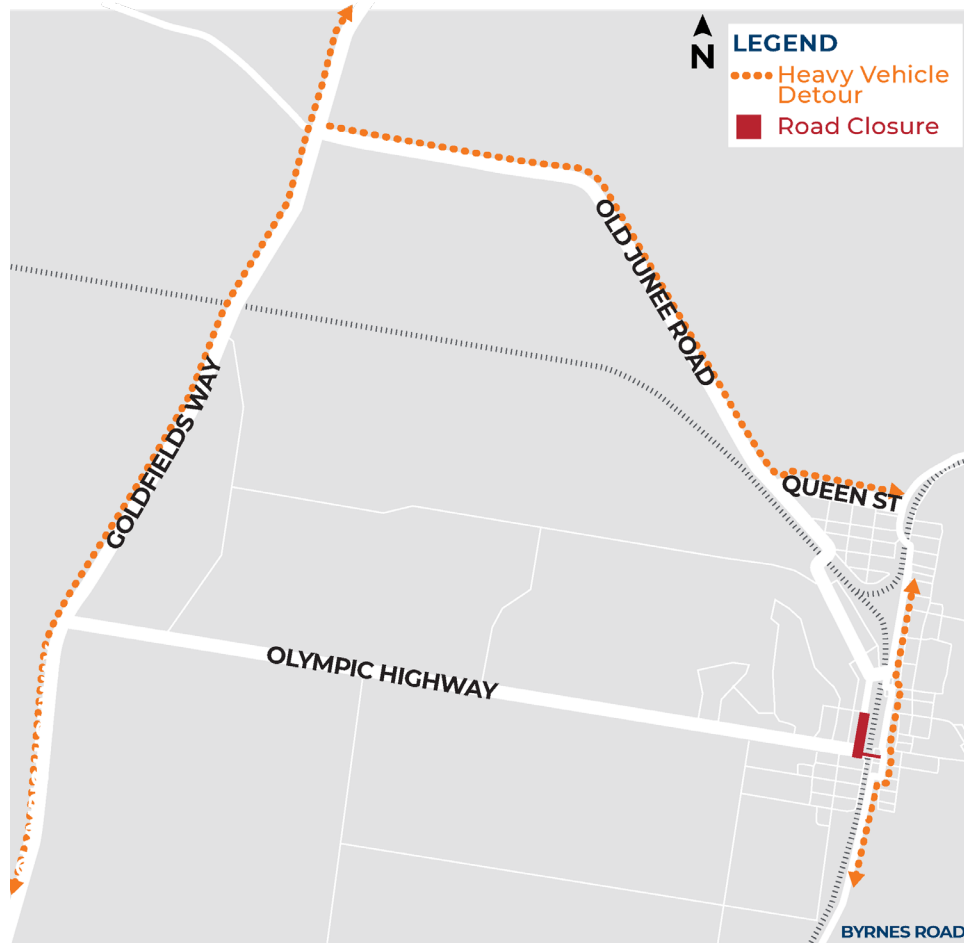 N
LEGEND
Heavy Vehicle
Detour
Road Closure
OLD JUNEE ROAD
GOLDFIELDS WAY
QUEEN ST
OLYMPIC HIGHWAY
BYRNES ROAD